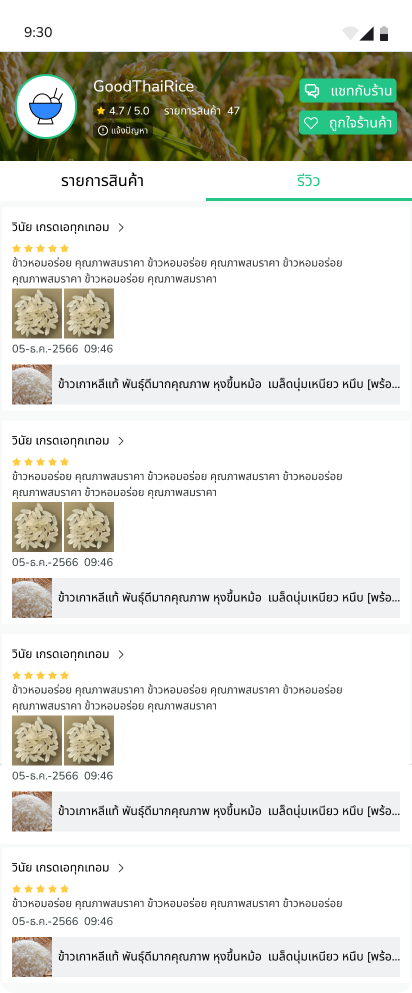 9:30
GoodThaiRice
4.7 / 5.0 รายการสินค้า 47
แจ้งปัญหา
แชทกับร้าน
ถูกใจร้านค้า
รายการสินค้า
รีวิว
วินัย เกรดเอทุกเทอม
ข้าวหอมอร่อย คุณภาพสมราคา ข้าวหอมอร่อย คุณภาพสมราคา ข้าวหอมอร่อย
คุณภาพสมราคา ข้าวหอมอร่อย คุณภาพสมราคา
05-ธ.ค.-2566 09:46
ข้าวเกาหลีแท้ พันธุ์ดีมากคุณภาพ หุงขึ้นหม้อ เมล็ดนุ่มเหนียว หนึบ [พร้อ...
วินัย เกรดเอทุกเทอม
ข้าวหอมอร่อย คุณภาพสมราคา ข้าวหอมอร่อย คุณภาพสมราคา ข้าวหอมอร่อย
คุณภาพสมราคา ข้าวหอมอร่อย คุณภาพสมราคา
05-ธ.ค.-2566 09:46
ข้าวเกาหลีแท้ พันธุ์ดีมากคุณภาพ หุงขึ้นหม้อ เมล็ดนุ่มเหนียว หนึบ [พร้อ...
วินัย เกรดเอทุกเทอม
ข้าวหอมอร่อย คุณภาพสมราคา ข้าวหอมอร่อย คุณภาพสมราคา ข้าวหอมอร่อย
คุณภาพสมราคา ข้าวหอมอร่อย คุณภาพสมราคา
05-ธ.ค.-2566 09:46
ข้าวเกาหลีแท้ พันธุ์ดีมากคุณภาพ หุงขึ้นหม้อ เมล็ดนุ่มเหนียว หนึบ [พร้อ...
วินัย เกรดเอทุกเทอม
ข้าวหอมอร่อย คุณภาพสมราคา ข้าวหอมอร่อย คุณภาพสมราคา ข้าวหอมอร่อย
05-ธ.ค.-2566 09:46
ข้าวเกาหลีแท้ พันธุ์ดีมากคุณภาพ หุงขึ้นหม้อ เมล็ดนุ่มเหนียว หนึบ [พร้อ...